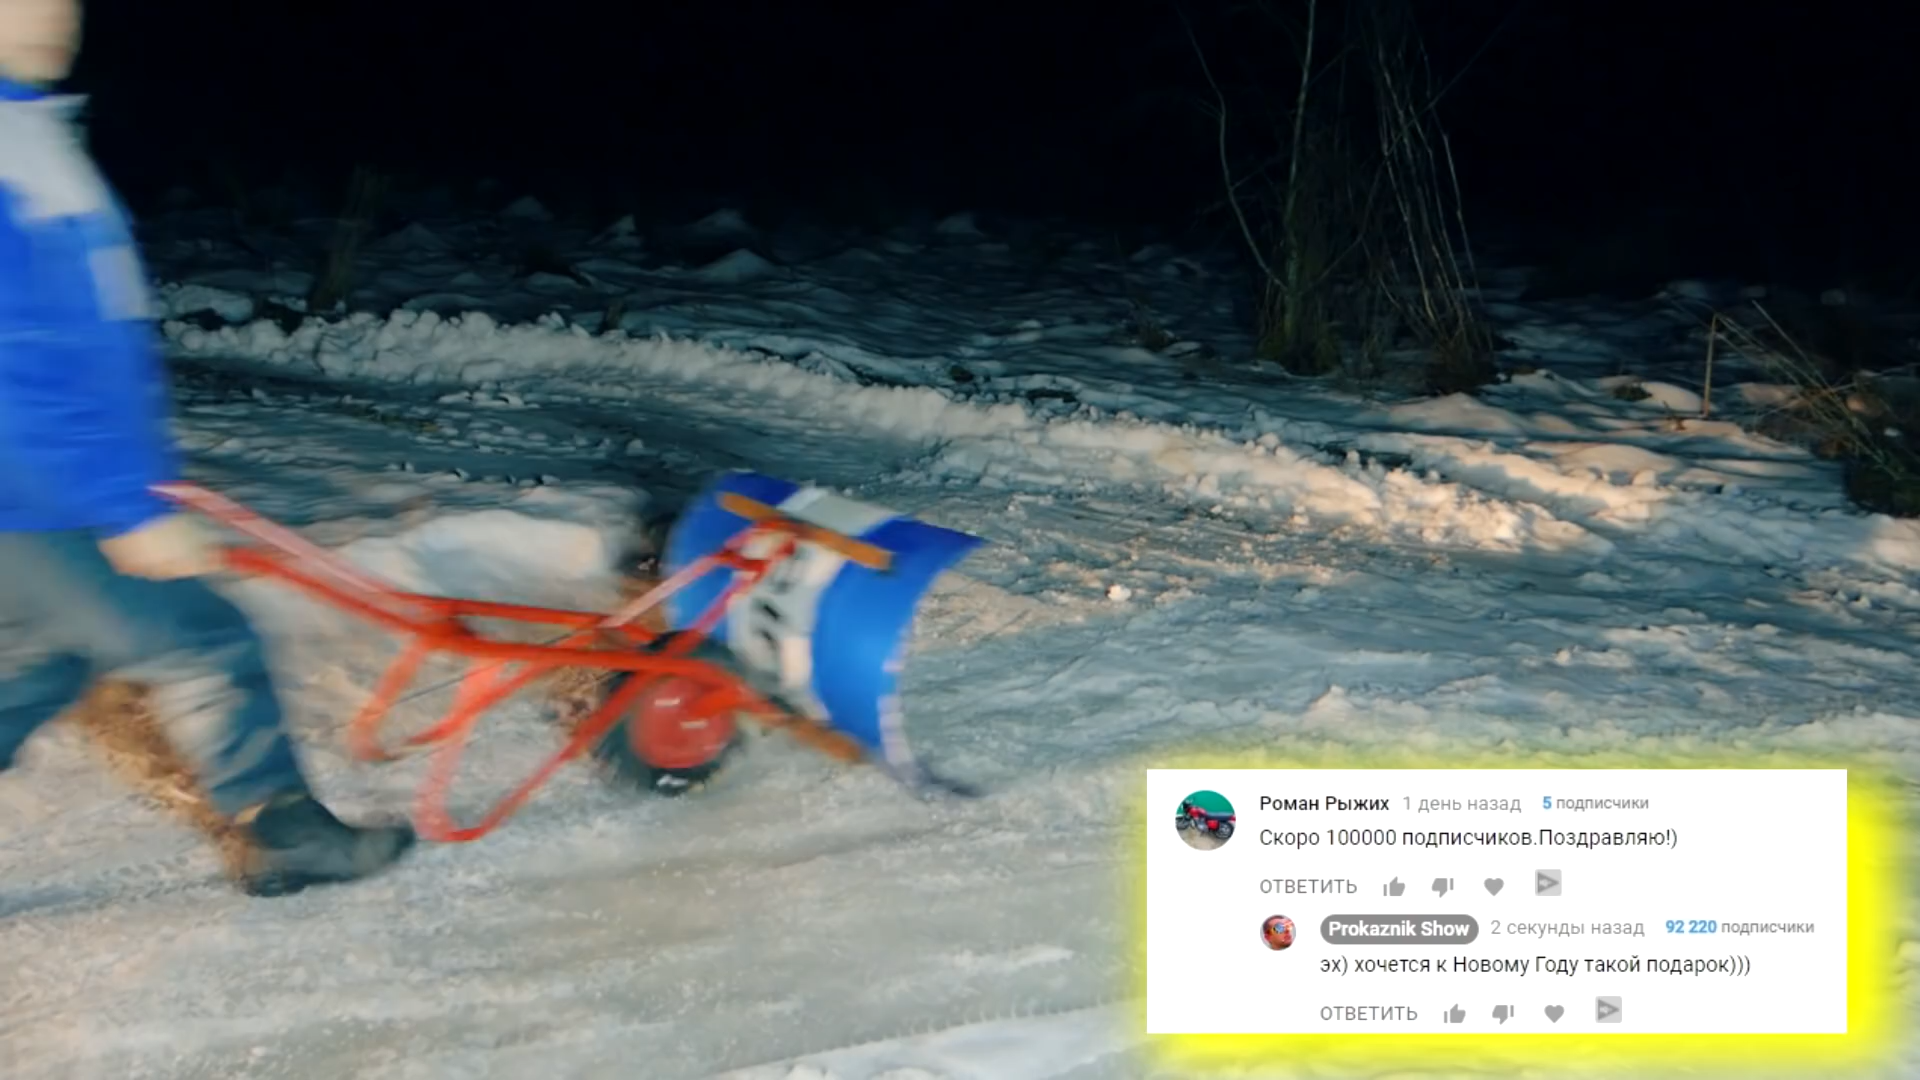 Роман Рыжих 1 день назад 5 подписчики
Скоро 100000 подписчиков.Поздравляю!)
ОТВЕТИТЬ
Prokaznik Show 2 секунды назад 92 220 подписчики
эх) хочется к Новому Году такой подарок)))
ОТВЕТИТЬ